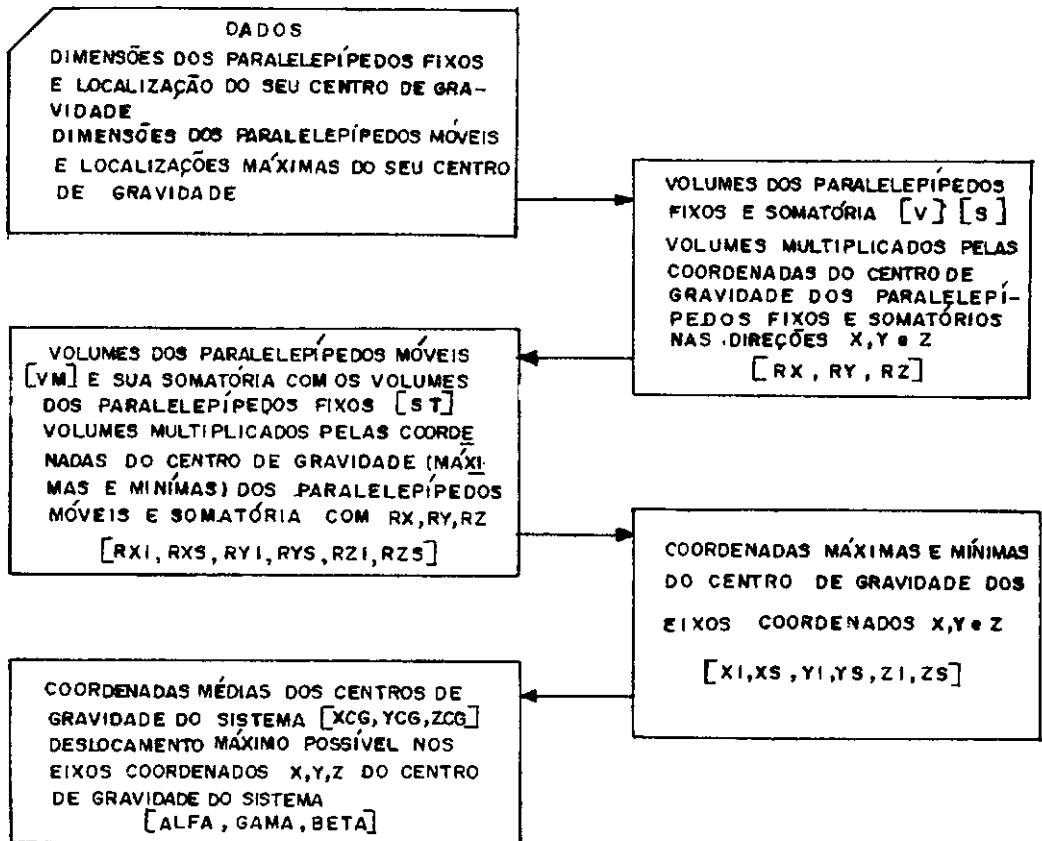 DADOS
DIMENSÕES DOS PARALELEPÍPEDOS FIXOS
E LOCALIZAÇÃO DO SEU CENTRO DE GRA-
VIDADE
DIMENSÕES DOS PARALELEPÍPEDOS MÓVEIS
E LOCALIZAÇÕES MÁXIMAS DO SEU CENTRO
DE GRAVIDADE
VOLUMES DOS PARALELEPÍPEDOS
FIXOS E SOMATÓRIA [V] [S]
VOLUMES MULTIPLICADOS PELAS
COORDENADAS DO CENTRO DE
GRAVIDADE DOS PARALELEPÍ-
PEDOS FIXOS E SOMATÓRIOS
NAS DIREÇÕES X,Y e Z
[RX, RY, RZ]
VOLUMES DOS PARALELEPÍPEDOS MÓVEIS
[VM] E SUA SOMATÓRIA COM OS VOLUMES
DOS PARALELEPÍPEDOS FIXOS [ST]
VOLUMES MULTIPLICADOS PELAS COORDE
NADAS DO CENTRO DE GRAVIDADE (MÁXI-
MAS E MINÍMAS) DOS PARALELEPÍPEDOS
MÓVEIS E SOMATÓRIA COM RX,RY,RZ
[RXI, RXS, RYI, RYS, RZI, RZS]
COORDENADAS MÁXIMAS E MÍNIMAS
DO CENTRO DE GRAVIDADE DOS
EIXOS COORDENADOS X,Y e Z
[XI,XS, YI,YS, ZI, ZS]
COORDENADAS MÉDIAS DOS CENTROS DE
GRAVIDADE DO SISTEMA [XCG, YCG, ZCG]
DESLOCAMENTO MÁXIMO POSSÍVEL NOS
EIXOS COORDENADOS X,Y,Z DO CENTRO
DE GRAVIDADE DO SISTEMA
[ALFA, GAMA, BETA]